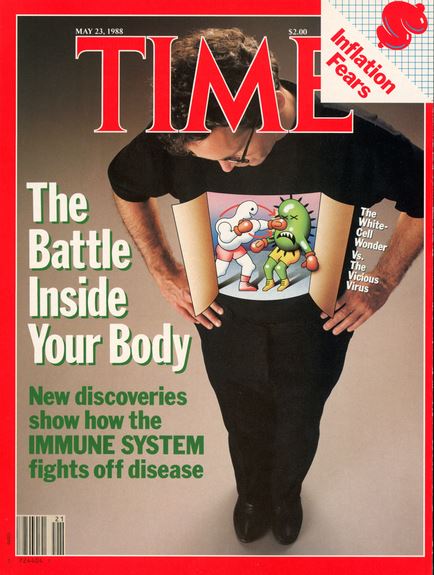 MAY 23, 1988
$2.00
TIME
Inflation
Fears
The
Battle
Inside
Your Body
The
White-
Cell
Wonder
Vs.
The
Vicious
Virus
New discoveries
show how the
IMMUNE SYSTEM
fights off disease
21